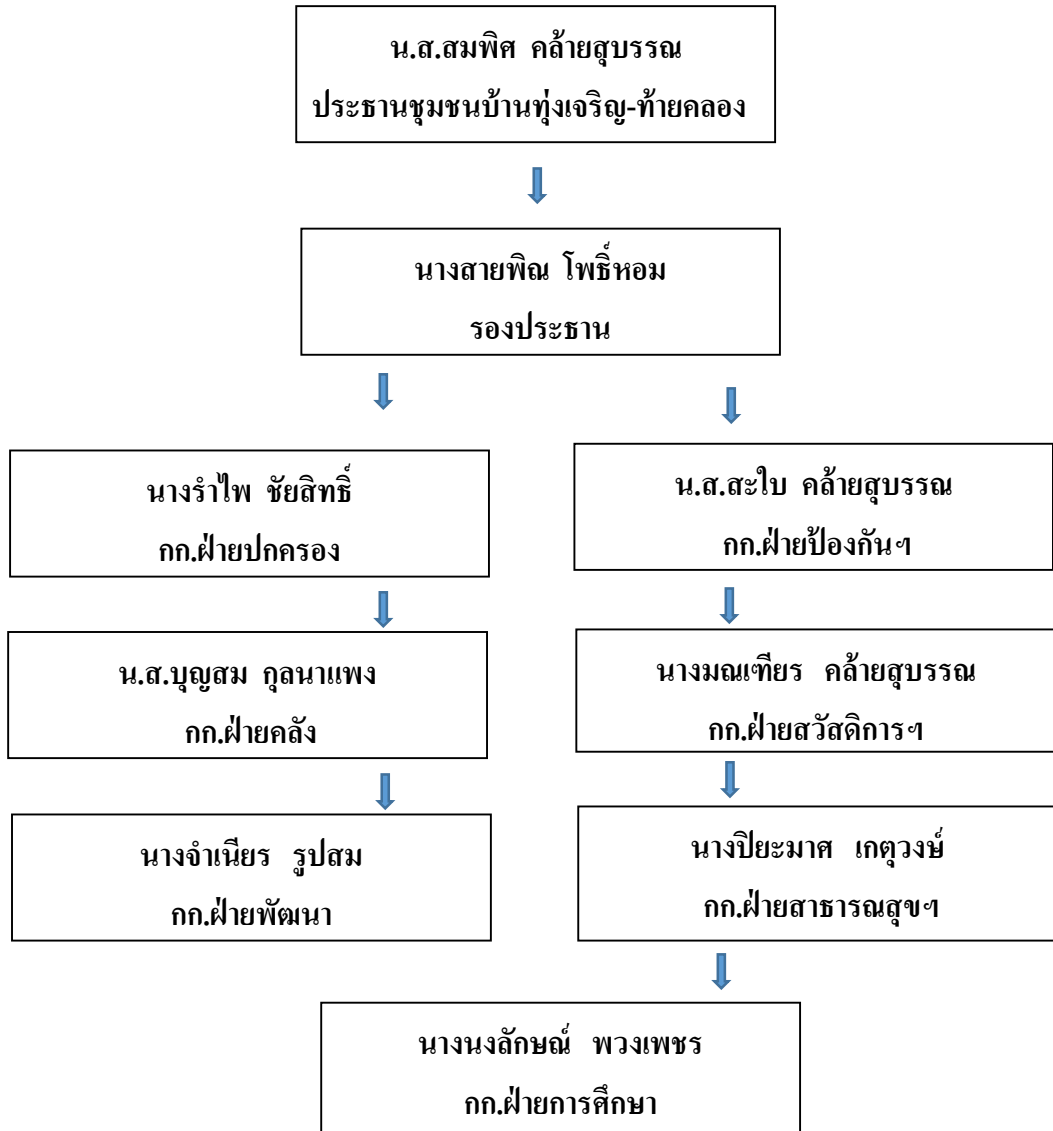 น.ส.สมพิศ คล้ายสุบรรณ
ประธานชุมชนบ้านทุ่งเจริญ-ท้ายคลอง
นางสายพิณ โพธิ์หอม
รองประธาน
นางรำไพ ชัยสิทธิ์
กก.ฝ่ายปกครอง
น.ส.สะใบ คล้ายสุบรรณ
กก.ฝ่ายป้องกันฯ
น.ส.บุญสม กุลนาแพง
กก.ฝ่ายคลัง
นางมณเฑียร คล้ายสุบรรณ
กก.ฝ่ายสวัสดิการฯ
นางจำเนียร รูปสม
กก.ฝ่ายพัฒนา
นางปิยะมาศ เกตุวงษ์
กก.ฝ่ายสาธารณสุขฯ
นางนงลักษณ์ พวงเพชร
กก.ฝ่ายการศึกษา